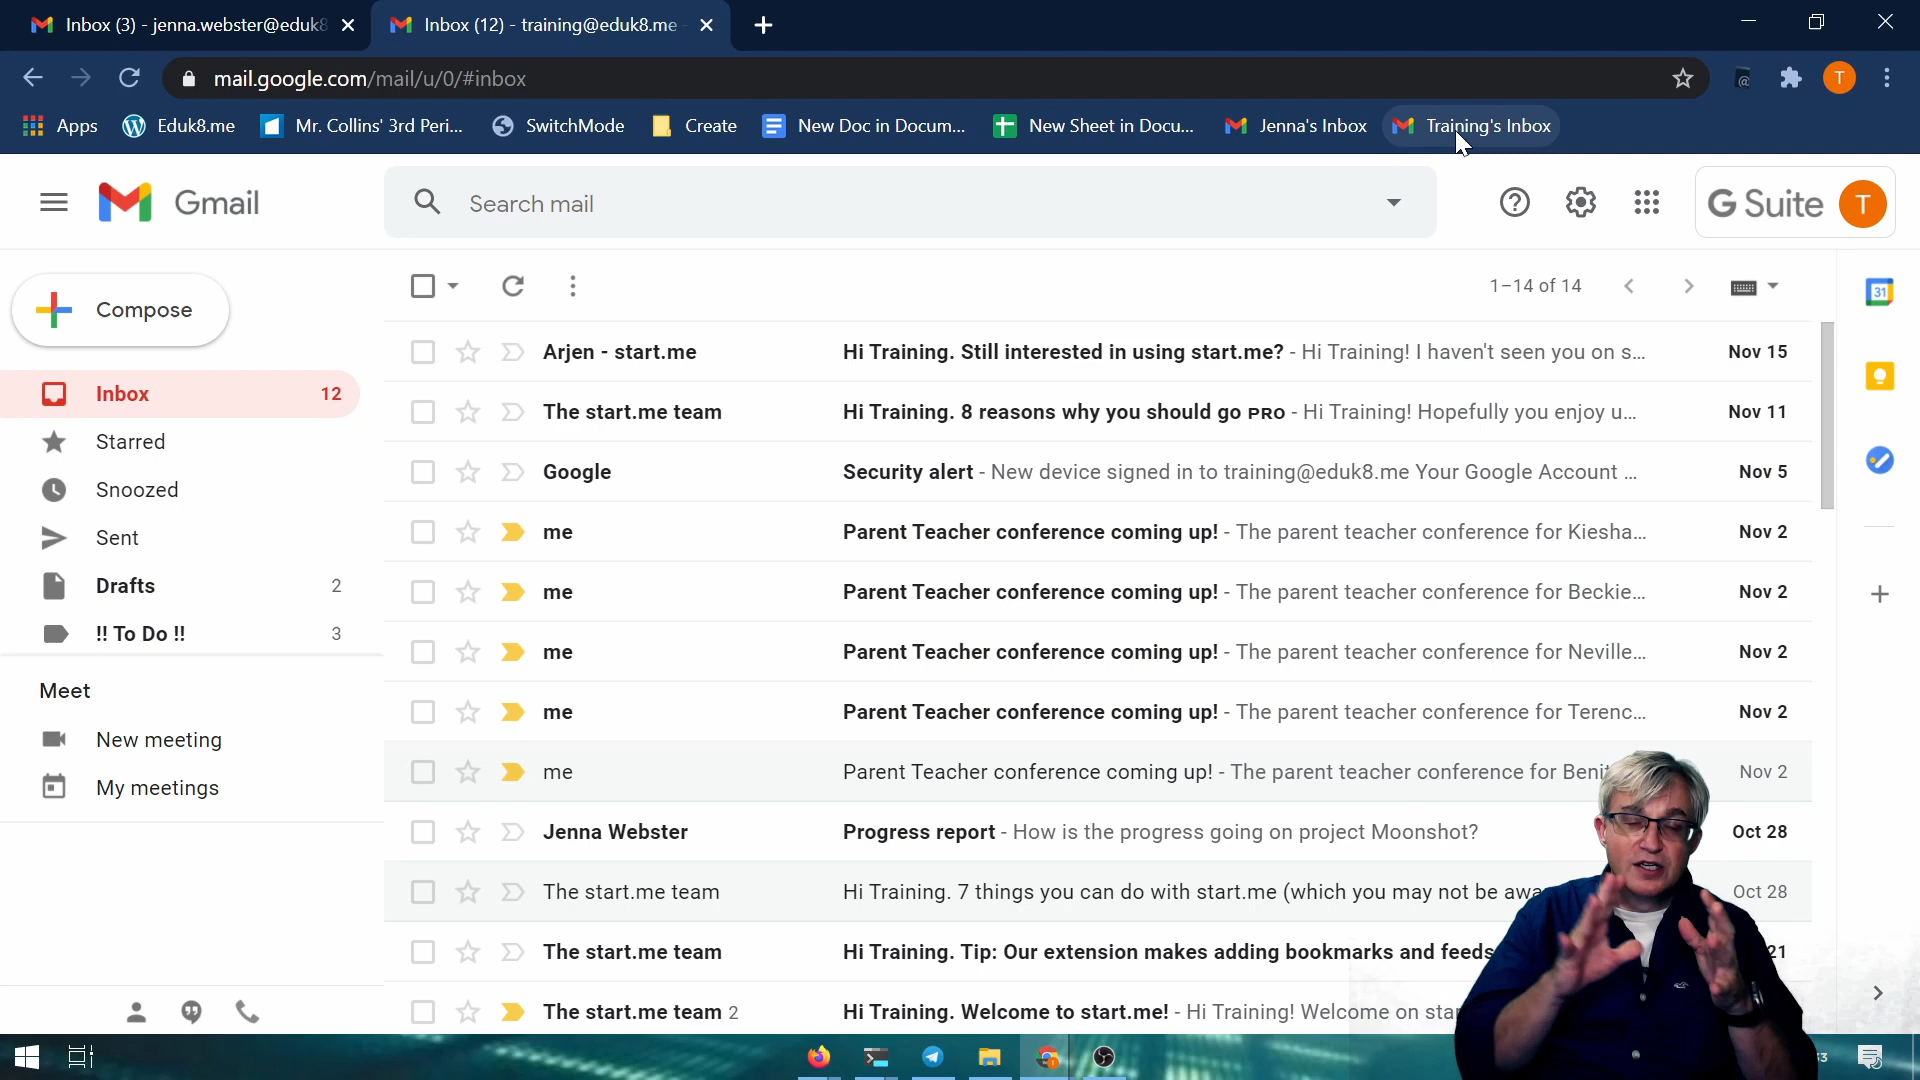 Inbox (3) - jenna.webster@eduk8
Inbox (12) - training@eduk8.me
mail.google.com/mail/u/0/#inbox
T
Apps
Eduk8.me
Mr. Collins' 3rd Peri...
SwitchMode
Create
New Doc in Docum...
New Sheet in Docu...
Jenna's Inbox
Training's Inbox
Gmail
Search mail
G Suite
T
Compose
1–14 of 14
31
Inbox 12
Starred
Snoozed
Sent
Drafts 2
!! To Do !! 3
Meet
New meeting
My meetings
Arjen - start.me Hi Training. Still interested in using start.me? - Hi Training! I haven't seen you on s... Nov 15
The start.me team Hi Training. 8 reasons why you should go PRO - Hi Training! Hopefully you enjoy u... Nov 11
Google Security alert - New device signed in to training@eduk8.me Your Google Account ... Nov 5
me Parent Teacher conference coming up! - The parent teacher conference for Kiesha... Nov 2
me Parent Teacher conference coming up! - The parent teacher conference for Beckie... Nov 2
me Parent Teacher conference coming up! - The parent teacher conference for Neville... Nov 2
me Parent Teacher conference coming up! - The parent teacher conference for Terenc... Nov 2
me Parent Teacher conference coming up! - The parent teacher conference for Benit Nov 2
Jenna Webster Progress report - How is the progress going on project Moonshot? Oct 28
The start.me team Hi Training. 7 things you can do with start.me (which you may not be awa Oct 28
The start.me team Hi Training. Tip: Our extension makes adding bookmarks and feeds 21
The start.me team 2 Hi Training. Welcome to start.me! - Hi Training! Welcome on sta